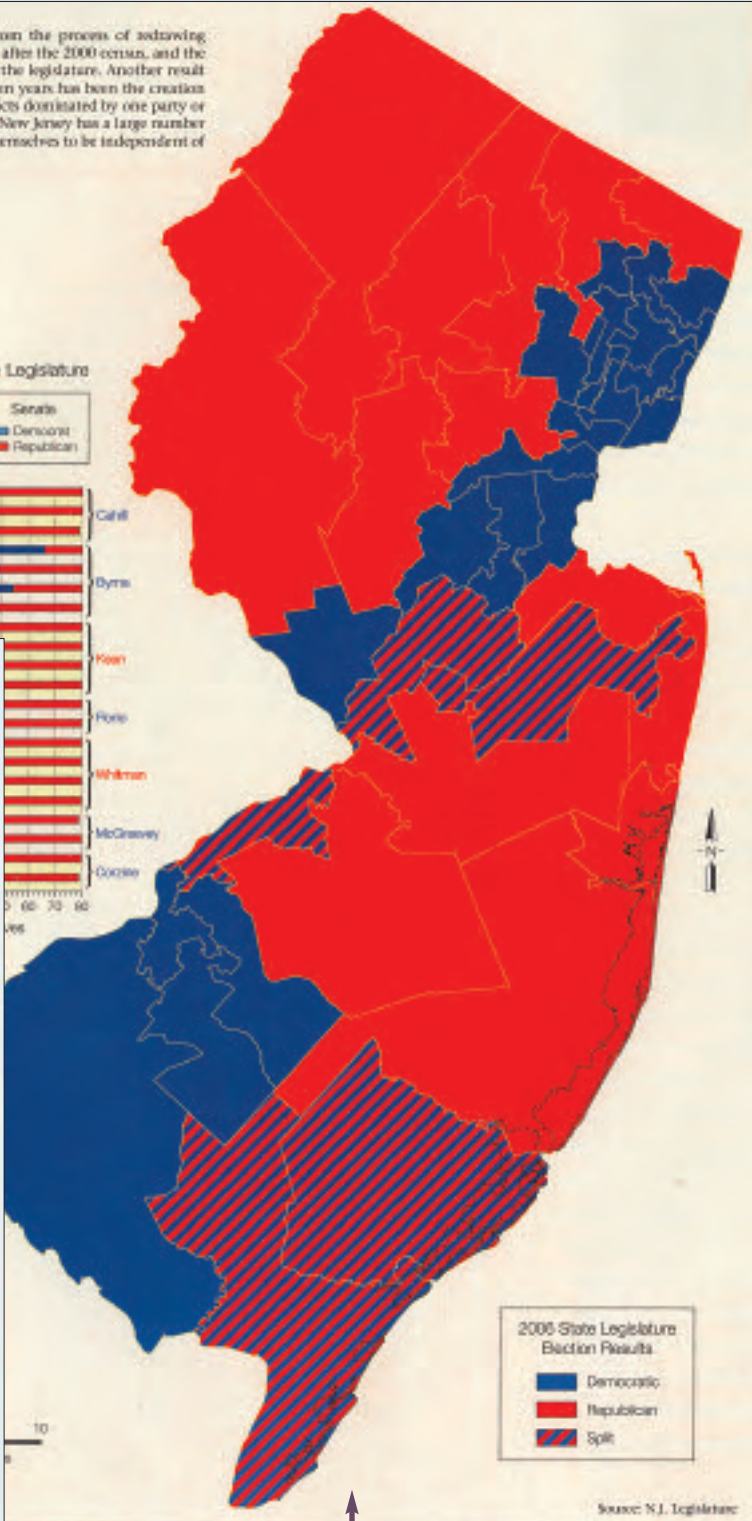 om the process of redrawing
after the 2000 census, and the
the legislature. Another result
en years has been the creation
cts dominated by one party or
New Jersey has a large number
emselves to be independent of
Legislature
Senate
Democrat
Republican
Cahill
Byrne
Kean
Florio
Whitman
McGreevey
Corzine
60 70 80
ves
N
2006 State Legislature
Election Results
Democratic
Republican
Split
10
s
Source: N.J. Legislature